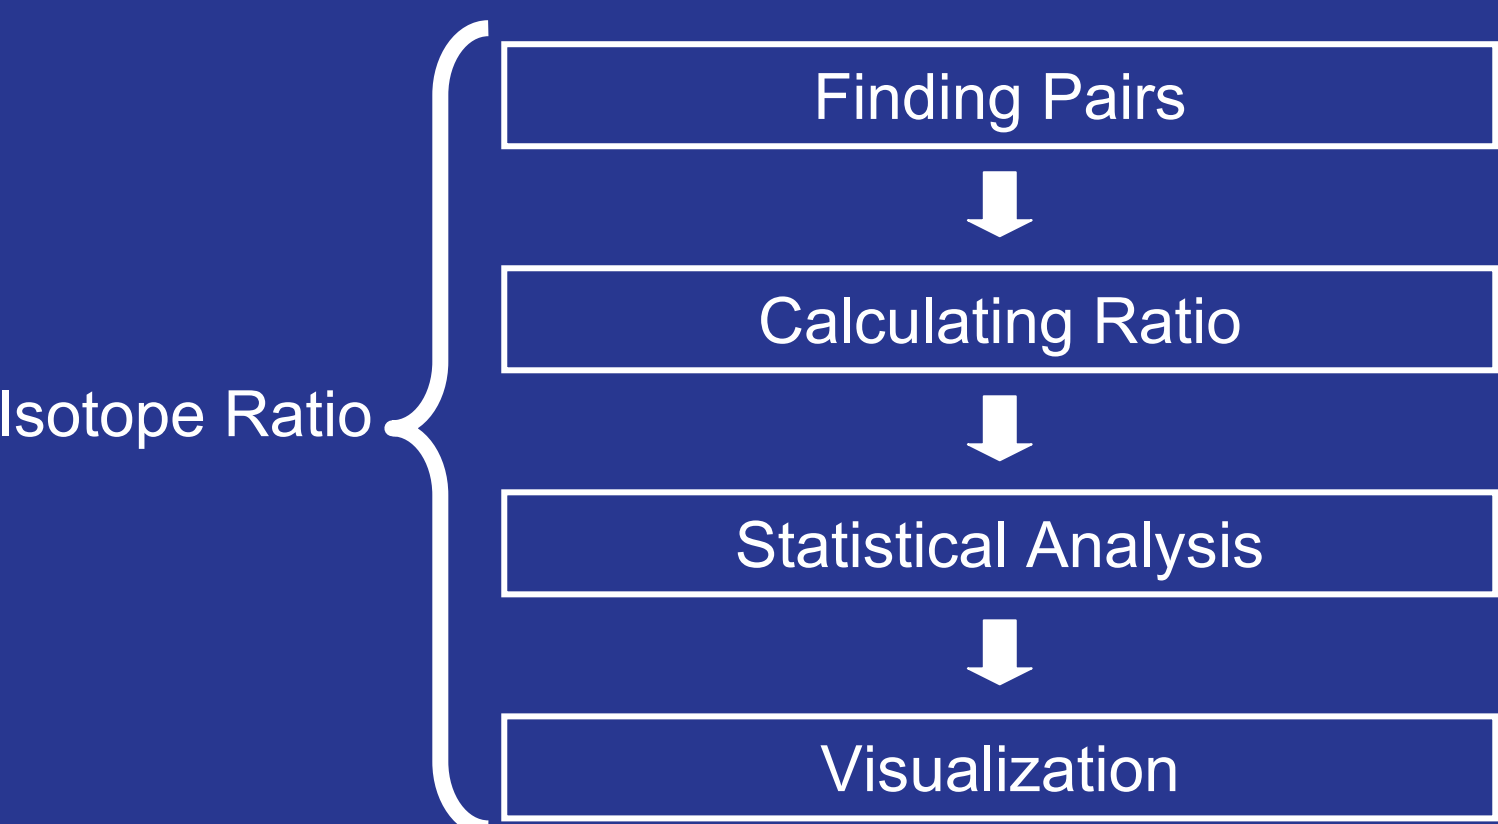 Finding Pairs
Calculating Ratio
Isotope Ratio
Statistical Analysis
Visualization